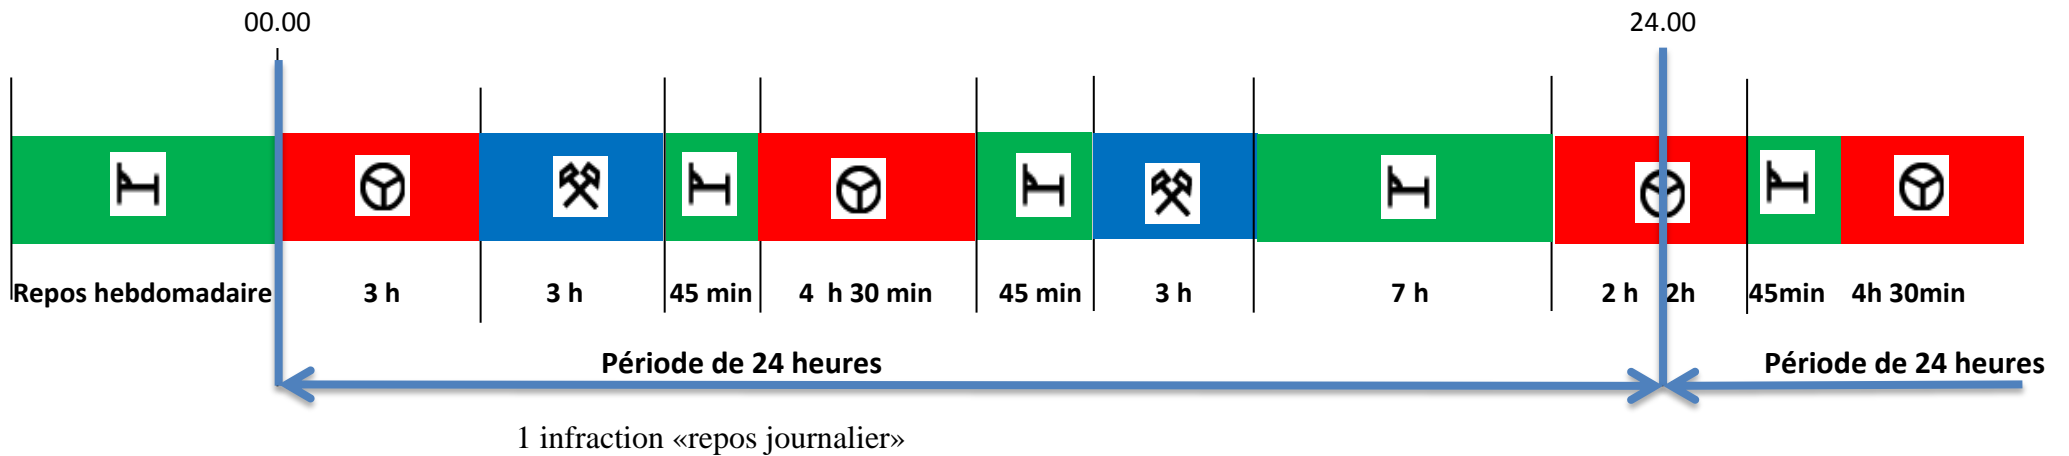 00.00 24.00
Repos hebdomadaire 3 h 3 h 45 min 4 h 30 min 45 min 3 h 7 h 2 h 2h 45min 4h 30min
Période de 24 heures Période de 24 heures
1 infraction «repos journalier»